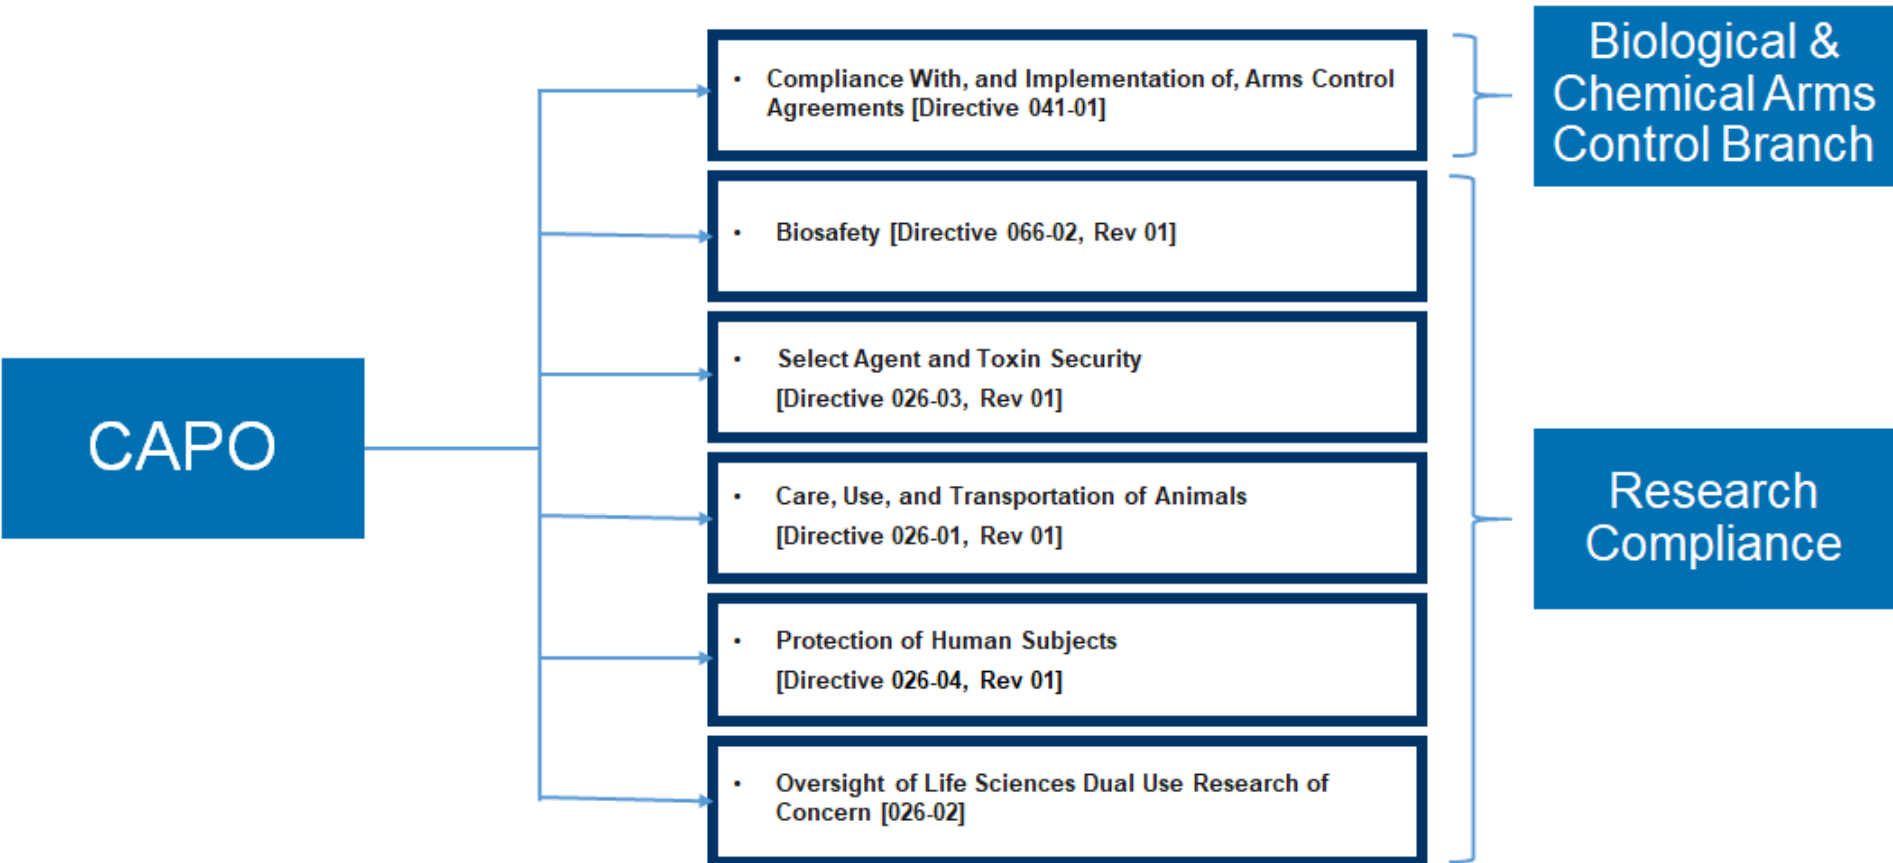 CAPO
• Compliance With, and Implementation of, Arms Control
Agreements [Directive 041-01]
• Biosafety [Directive 066-02, Rev 01]
• Select Agent and Toxin Security
[Directive 026-03, Rev 01]
• Care, Use, and Transportation of Animals
[Directive 026-01, Rev 01]
• Protection of Human Subjects
[Directive 026-04, Rev 01]
• Oversight of Life Sciences Dual Use Research of
Concern [026-02]
Biological &
Chemical Arms
Control Branch
Research
Compliance